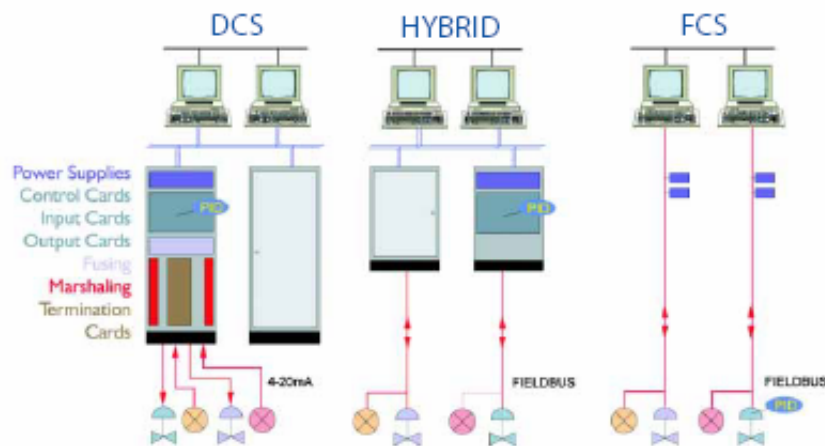 DCS
HYBRID
FCS
Power Supplies
Control Cards
Input Cards
Output Cards
Fusing
Marshaling
Termination
Cards
PID
PID
4-20mA
FIELDBUS
FIELDBUS
PID